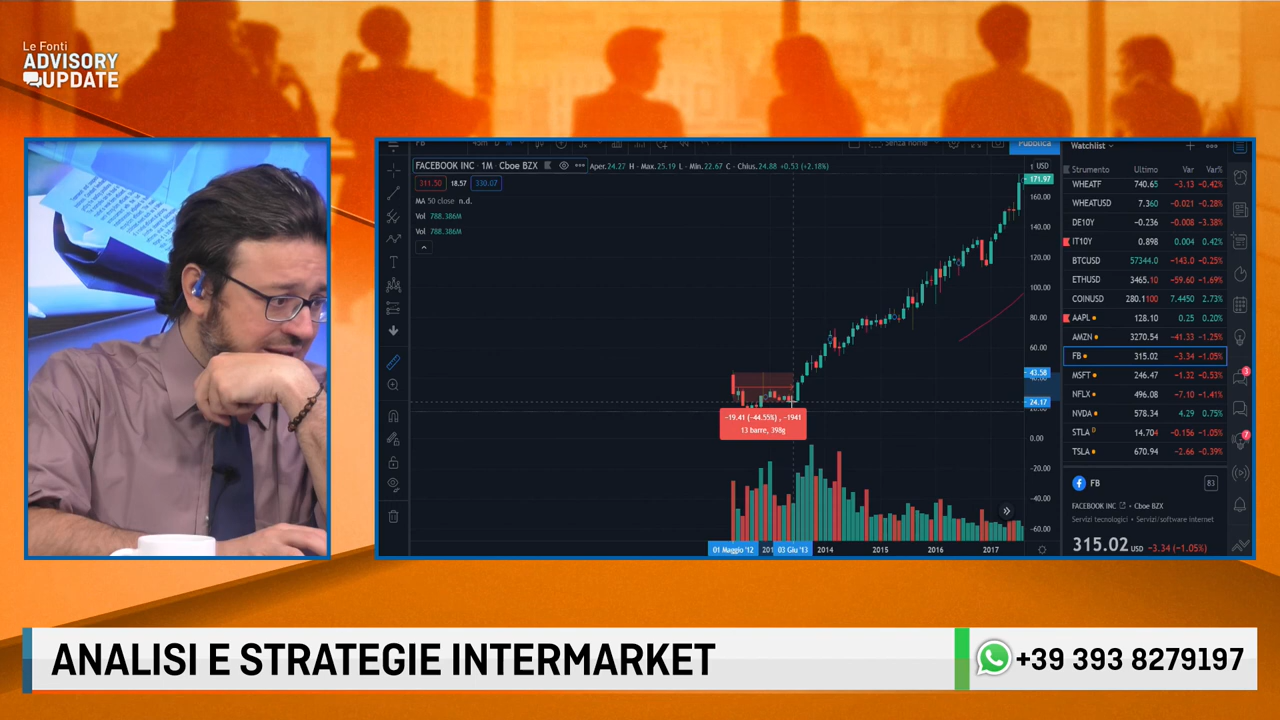 Le Fonti
ADVISORY
UPDATE
FACEBOOK INC · 1M · Cboe BZX Aper.24.27 H - Max.25.19 L - Min.22.67 C - Chius.24.88 +0.53 (+2.18%)
311.50 18.57 330.07
MA 50 close n.d.
Vol 788.386M
Vol 788.386M
Pubblica
USD
171.97
160.00
140.00
120.00
100.00
80.00
60.00
43.58
24.17
0.00
-20.00
-40.00
-60.00
-19.41 (-44.55%) , -1941
13 barre, 398g
01 Maggio '12 201 03 Giu '13 2014 2015 2016 2017
Watchlist
Strumento Ultimo Var Var%
WHEATF 740.65 -3.13 -0.42%
WHEATUSD 7.360 -0.021 -0.28%
DE10Y -0.236 -0.008 -3.38%
IT10Y 0.898 0.004 0.42%
BTCUSD 57344.0 -143.0 -0.25%
ETHUSD 3465.10 -59.60 -1.69%
COINUSD 280.1100 7.4450 2.73%
AAPL 128.10 0.25 0.20%
AMZN 3270.54 -41.33 -1.25%
FB 315.02 -3.34 -1.05%
MSFT 246.47 -1.32 -0.53%
NFLX 496.08 -7.10 -1.41%
NVDA 578.34 4.29 0.75%
STLA D 14.704 -0.156 -1.05%
TSLA 670.94 -2.66 -0.39%
FB
FACEBOOK INC · Cboe BZX
Servizi tecnologici · Servizi/software internet
315.02 USD -3.34 (-1.05%)
ANALISI E STRATEGIE INTERMARKET
+39 393 8279197